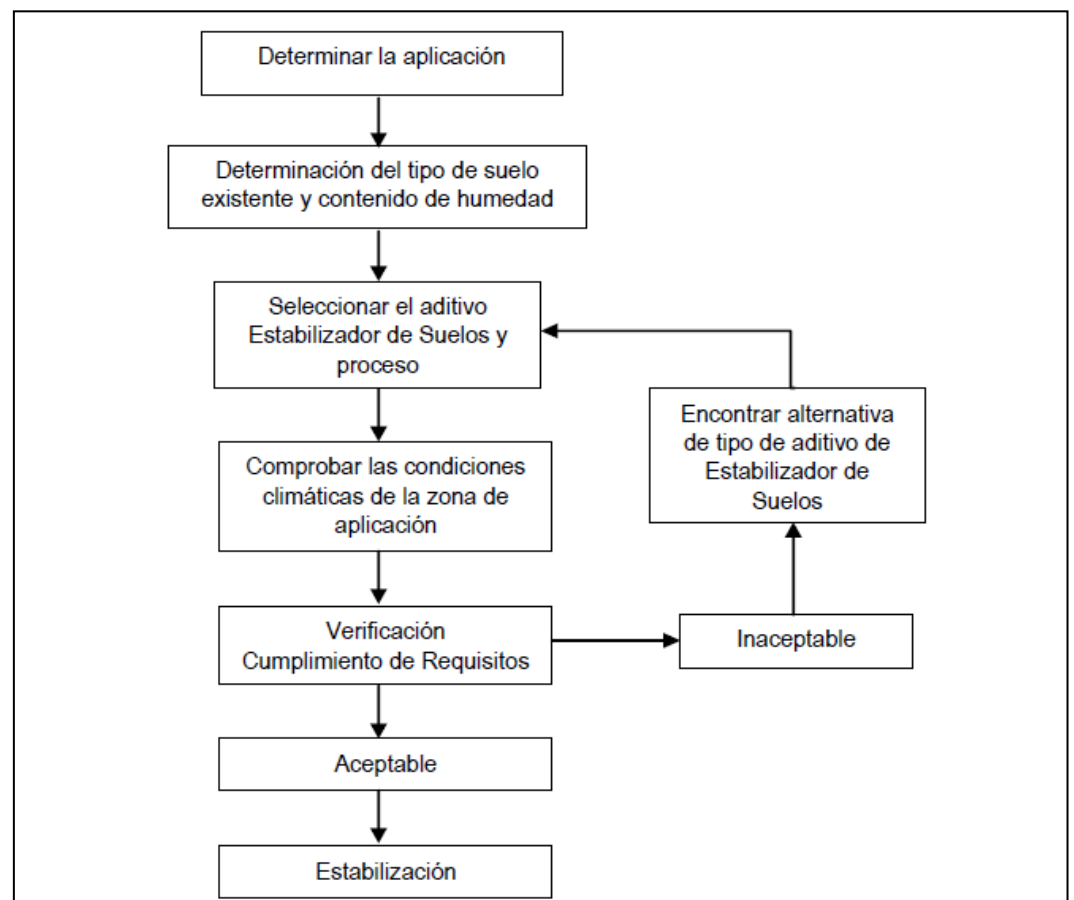 Determinar la aplicación
Determinación del tipo de suelo
existente y contenido de humedad
Seleccionar el aditivo
Estabilizador de Suelos y
proceso
Encontrar alternativa
de tipo de aditivo de
Estabilizador de
Suelos
Comprobar las condiciones
climáticas de la zona de
aplicación
Verificación
Cumplimiento de Requisitos
Inaceptable
Aceptable
Estabilización